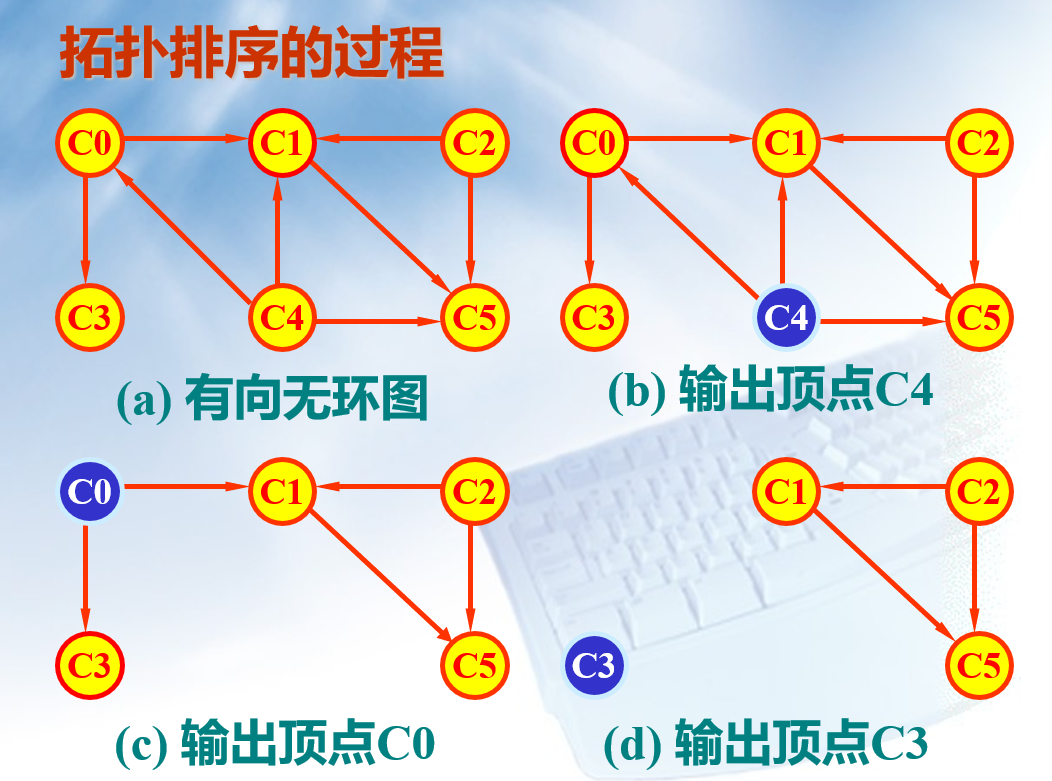 拓扑排序的过程
C0 C1 C2 C0 C1 C2
C3 C4 C5 C3 C4 C5
(a) 有向无环图 (b) 输出顶点C4
C0 C1 C2 C1 C2
C3 C5 C3 C5
(c) 输出顶点C0 (d) 输出顶点C3